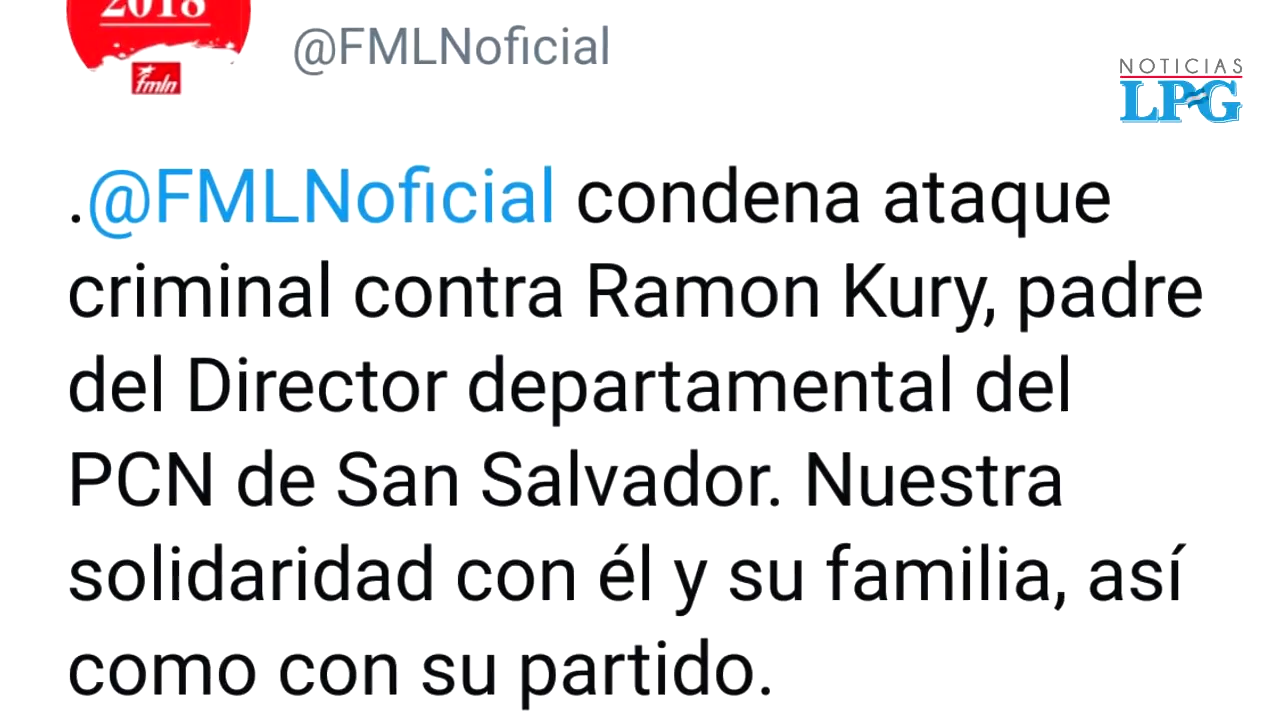 2018
fmln
@FMLNoficial
NOTICIAS
LPG
.@FMLNoficial condena ataque
criminal contra Ramon Kury, padre
del Director departamental del
PCN de San Salvador. Nuestra
solidaridad con él y su familia, así
como con su partido.